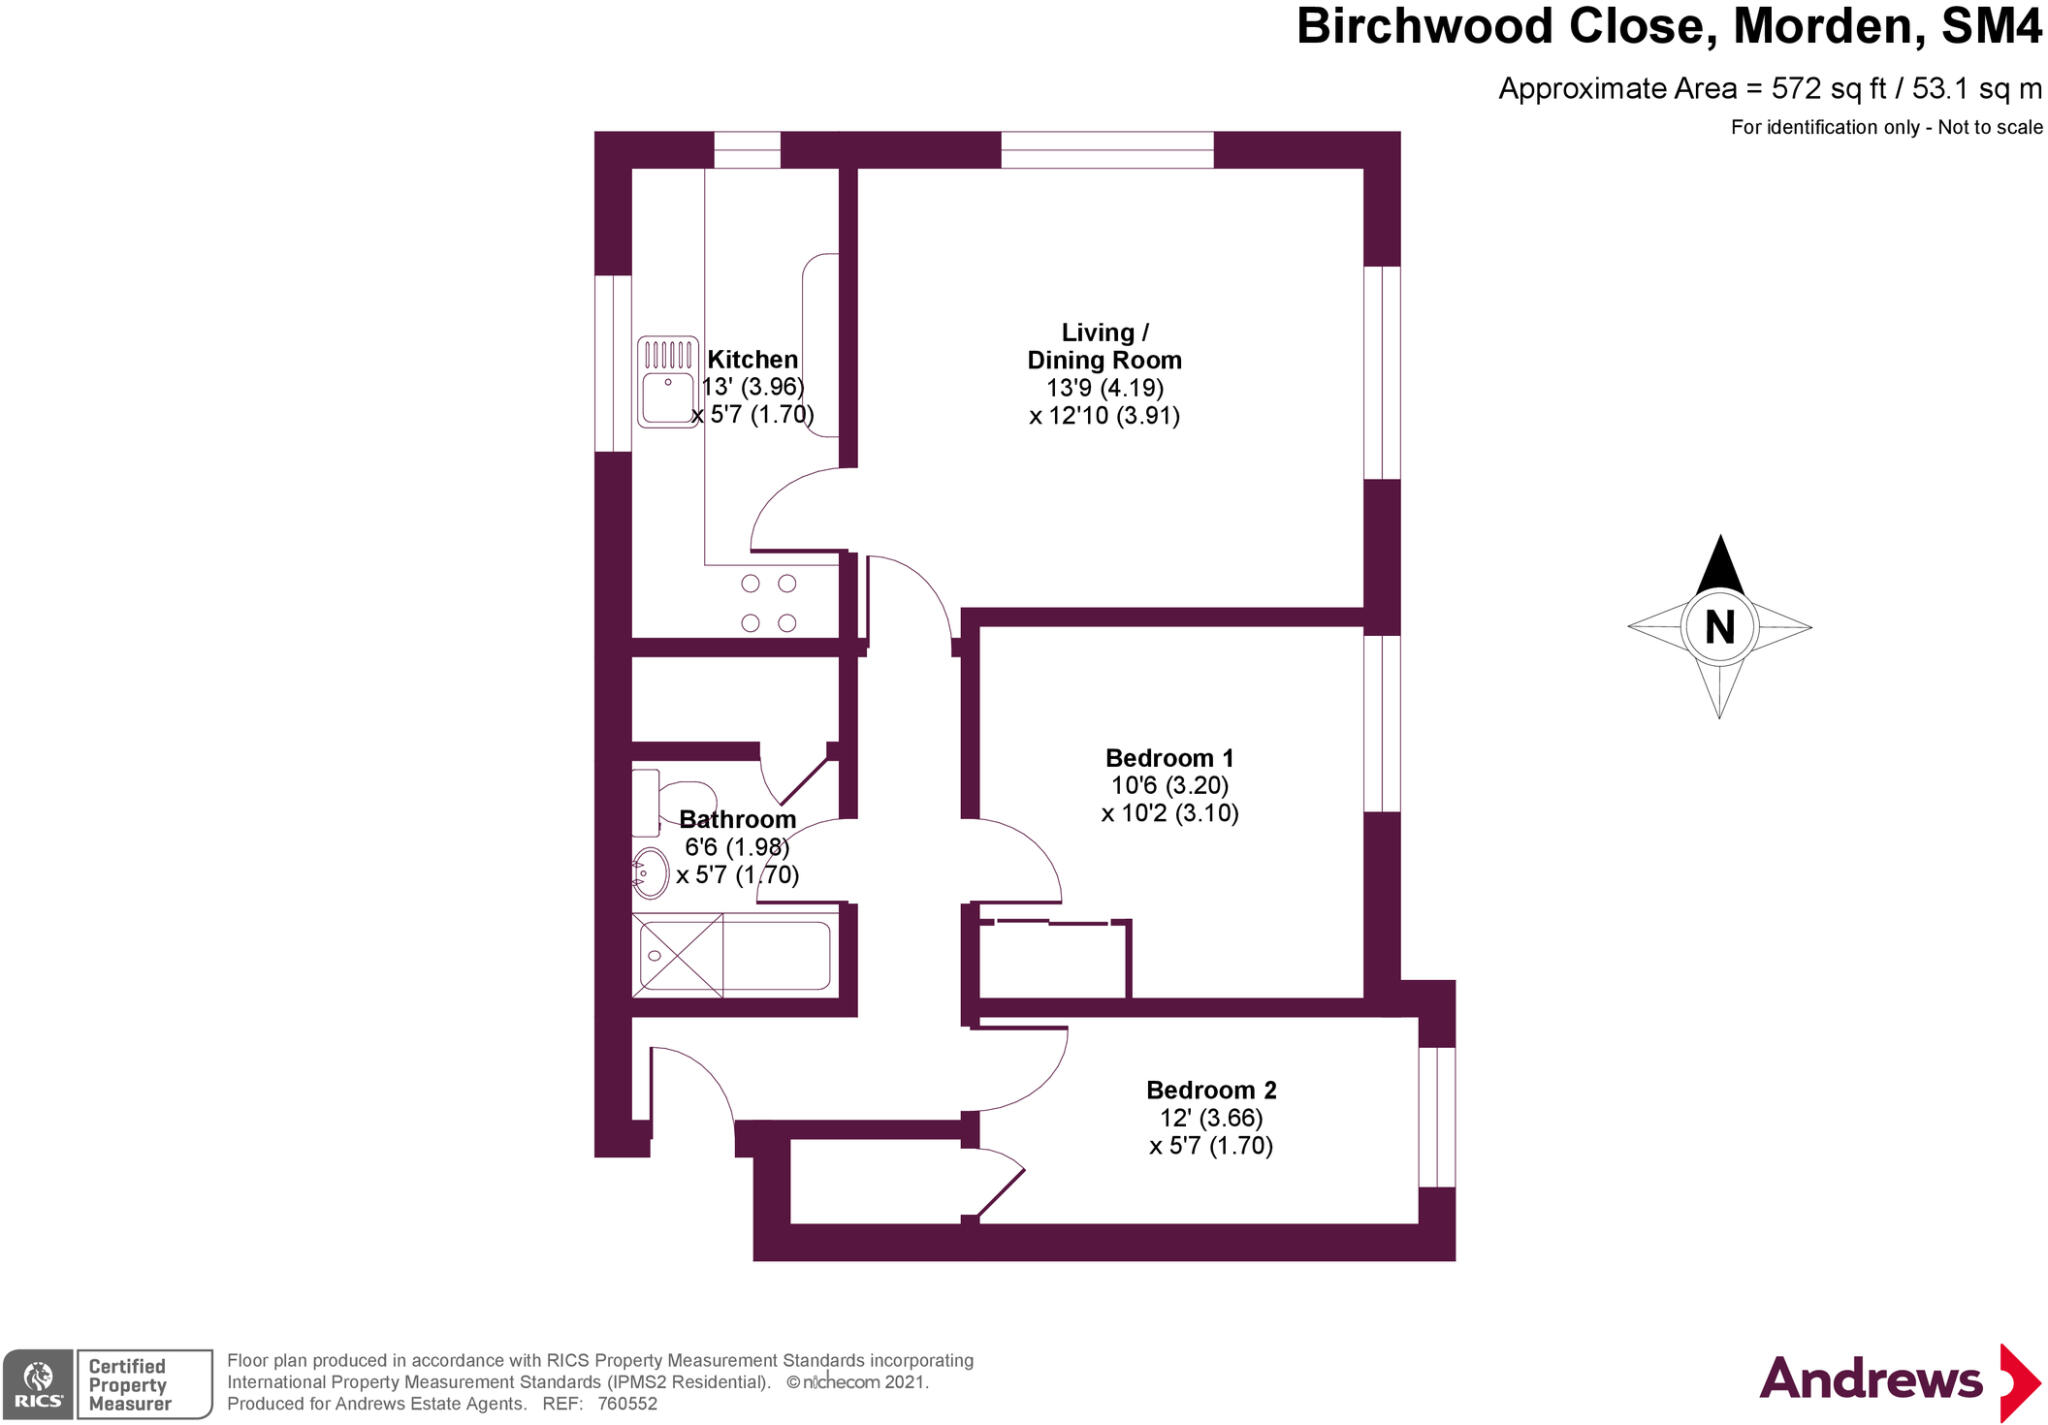 Birchwood Close, Morden, SM4
Approximate Area = 572 sq ft / 53.1 sq m
For identification only - Not to scale
Kitchen
13' (3.96)
x 5'7 (1.70)
Living /
Dining Room
13'9 (4.19)
x 12'10 (3.91)
N
Bedroom 1
10'6 (3.20)
x 10'2 (3.10)
Bathroom
6'6 (1.98)
x 5'7 (1.70)
Bedroom 2
12' (3.66)
x 5'7 (1.70)
RICS
Certified
Property
Measurer
Floor plan produced in accordance with RICS Property Measurement Standards incorporating
International Property Measurement Standards (IPMS2 Residential). © nichecom 2021.
Produced for Andrews Estate Agents. REF: 760552
Andrews